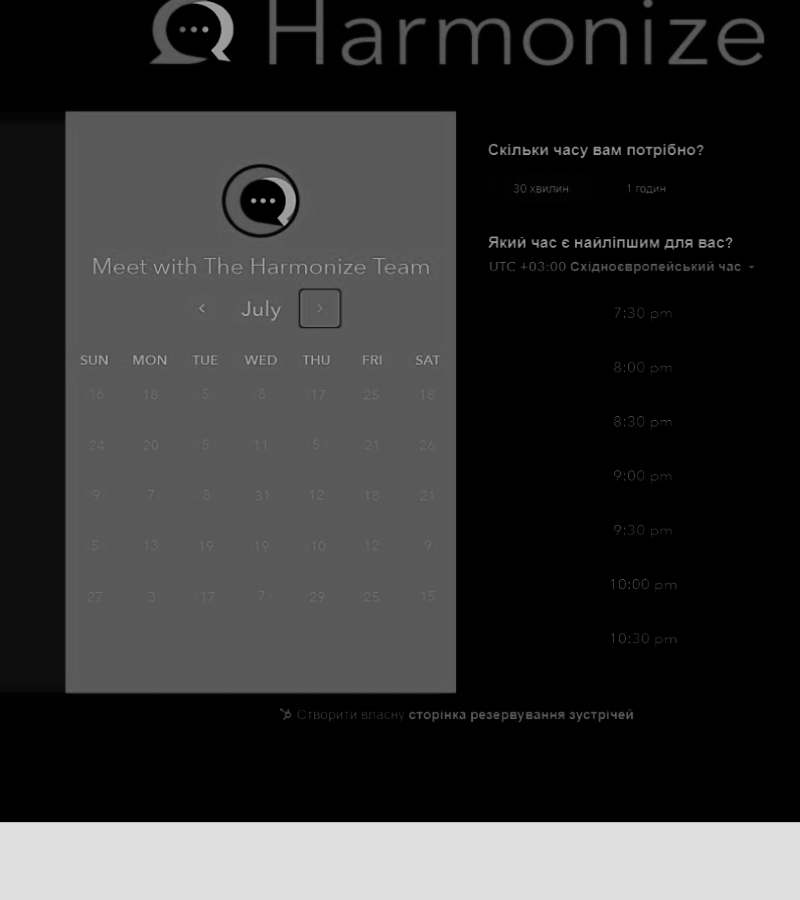 Harmonize
Meet with The Harmonize Team
July
SUN MON TUE WED THU FRI SAT
16 18 5 8 17 25 18
24 20 5 11 5 21 26
9 7 8 31 12 18 21
5 13 19 19 10 12 9
27 3 17 7 29 25 15
Скільки часу вам потрібно?
30 хвилин 1 годин
Який час є найліпшим для вас?
UTC +03:00 Східноєвропейський час
7:30 pm
8:00 pm
8:30 pm
9:00 pm
9:30 pm
10:00 pm
10:30 pm
Створити власну сторінка резервування зустрічей